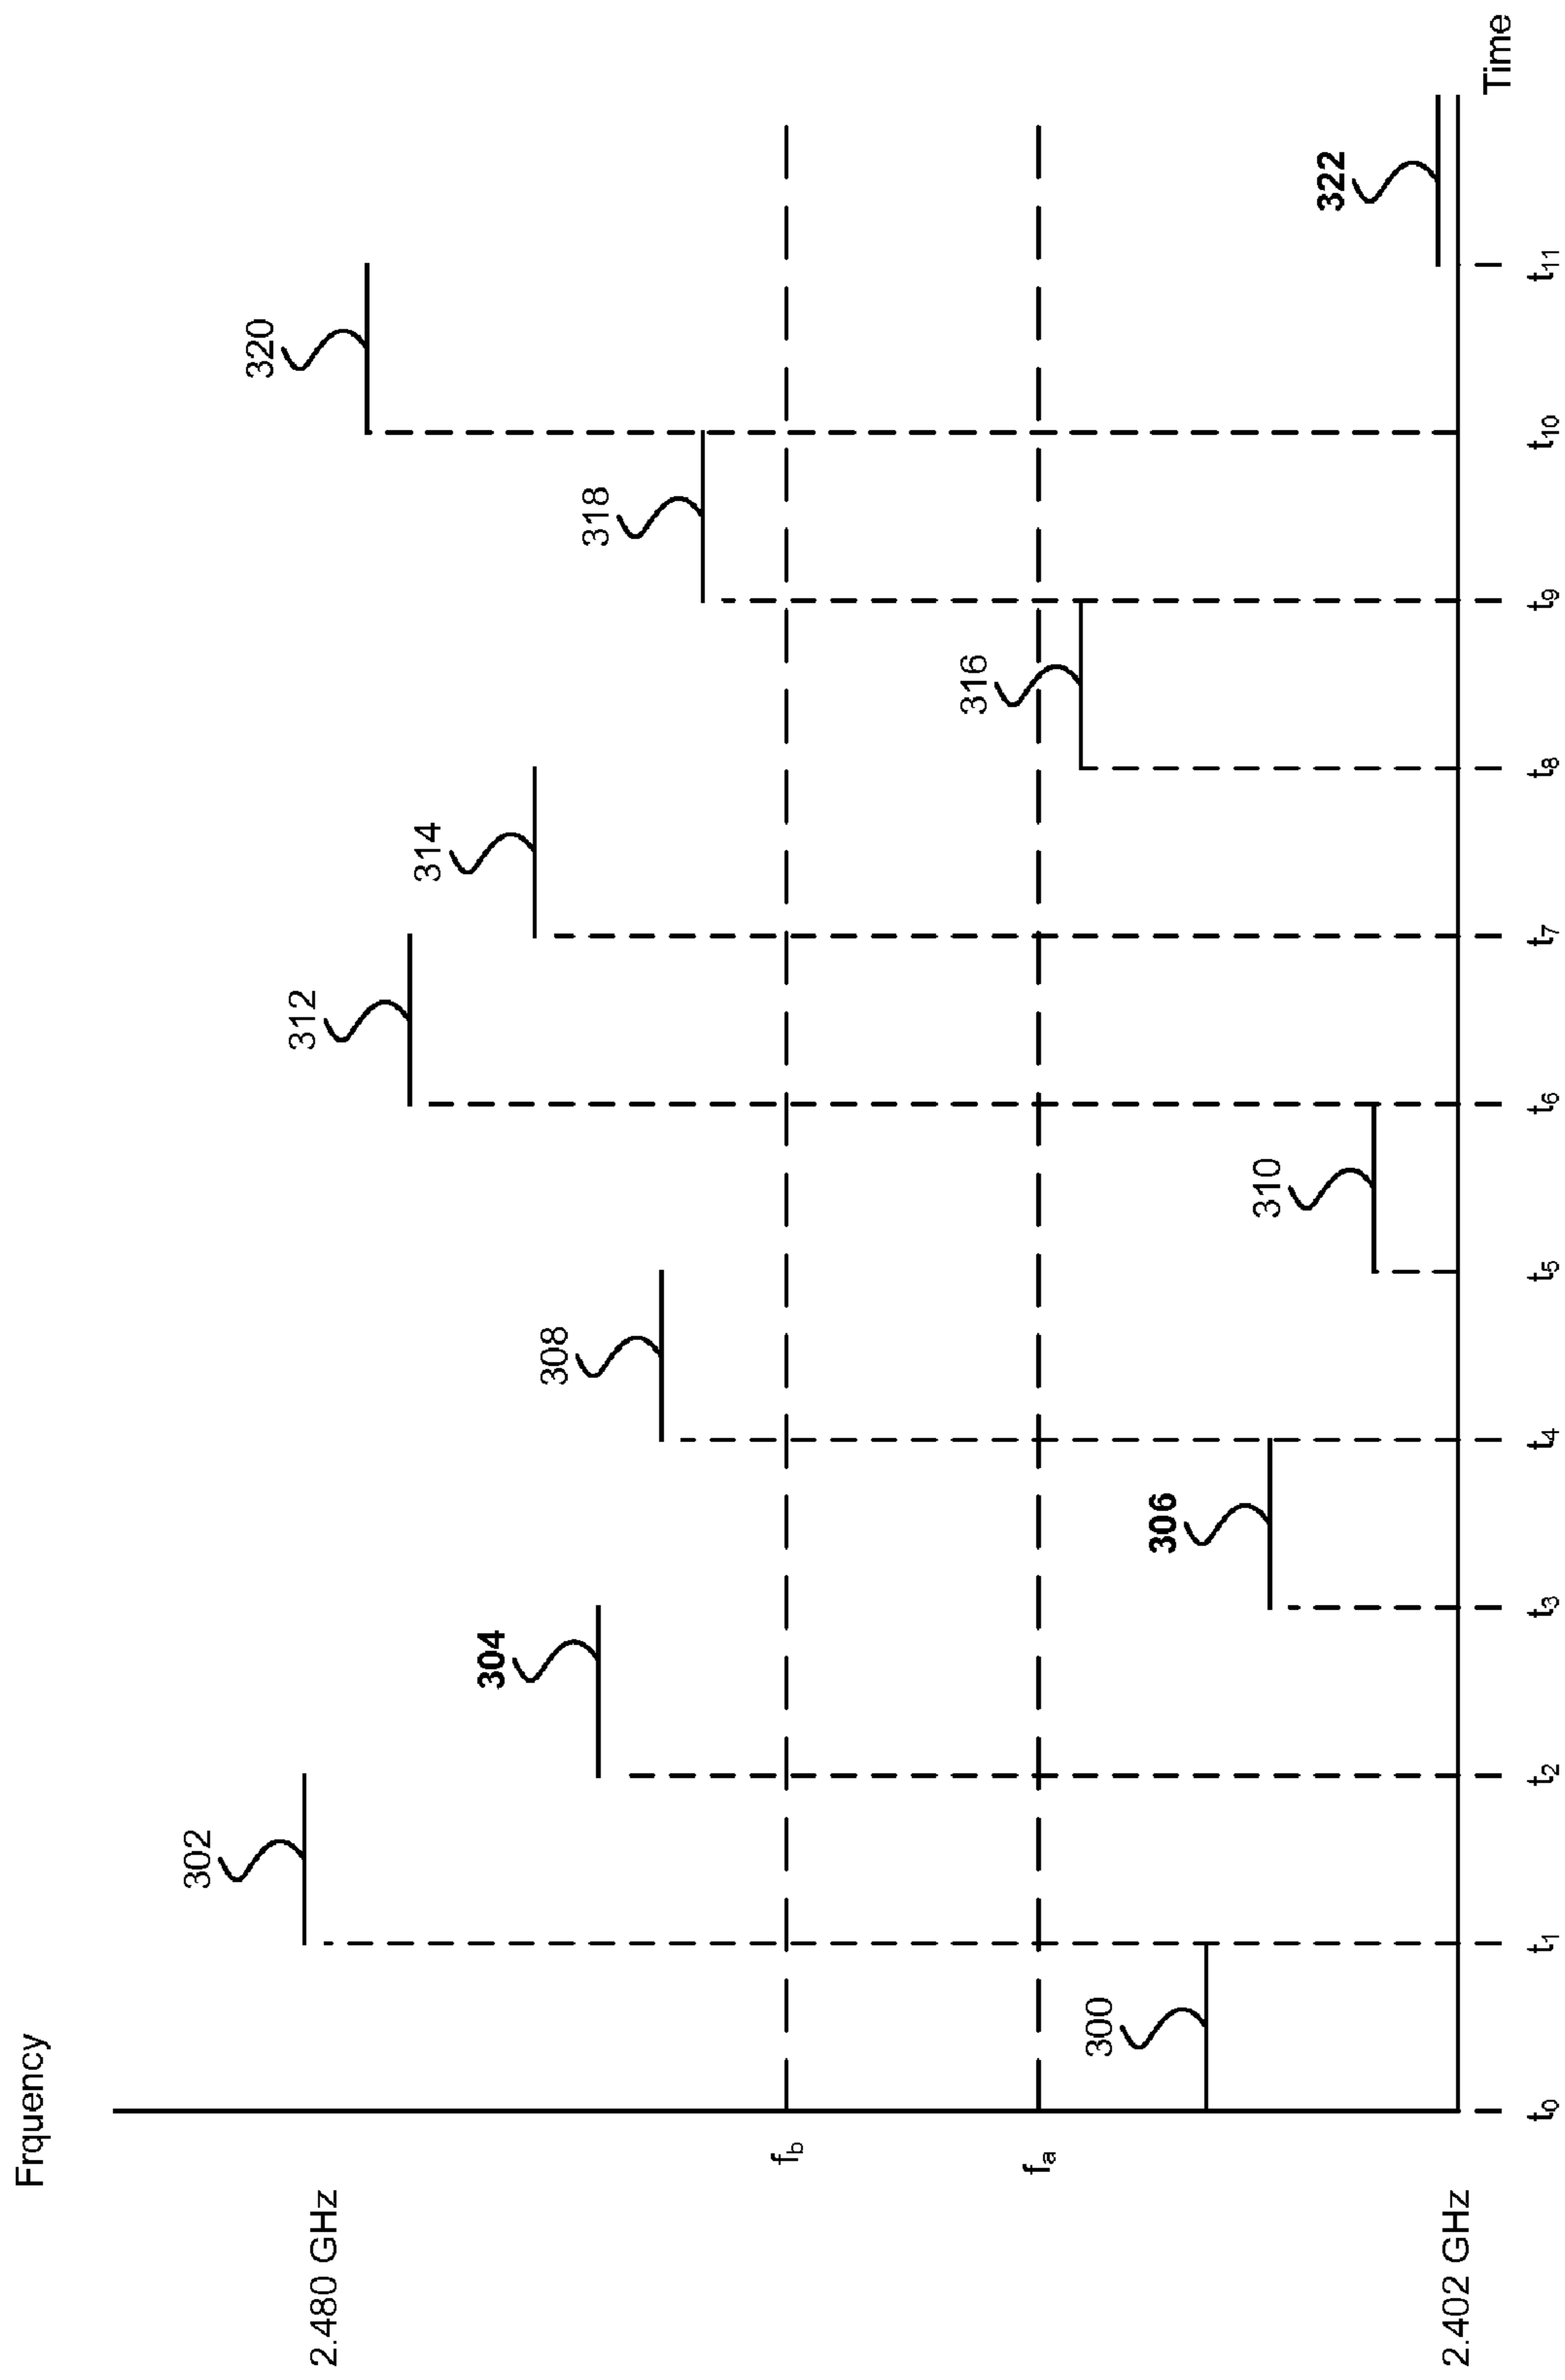 Frquency
2.480 GHz
302
320
312
314
304
308
318
f_b
316
f_a
300
306
310
322
2.402 GHz
Time
t_0 t_1 t_2 t_3 t_4 t_5 t_6 t_7 t_8 t_9 t_10 t_11